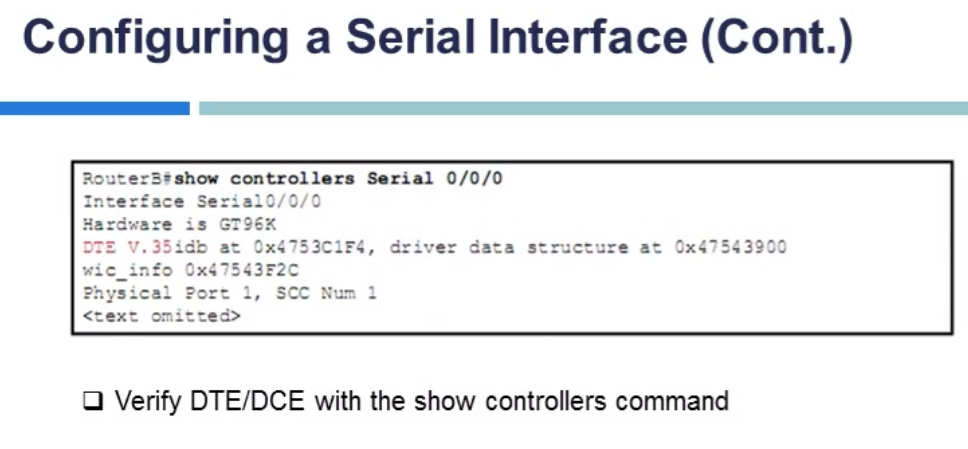 Configuring a Serial Interface (Cont.)
RouterB#show controllers Serial 0/0/0
Interface Serial0/0/0
Hardware is GT96K
DTE V.35idb at 0x4753C1F4, driver data structure at 0x47543900
wic_info 0x47543F2C
Physical Port 1, SCC Num 1
<text omitted>
❑ Verify DTE/DCE with the show controllers command